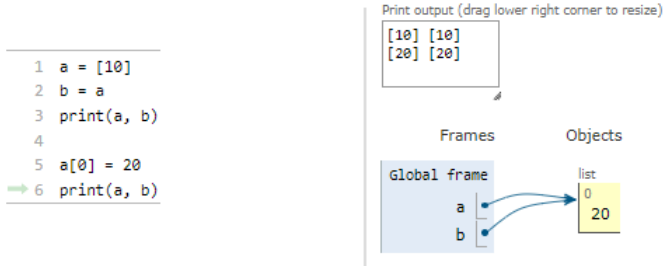 1 a = [10]
2 b = a
3 print(a, b)
4
5 a[0] = 20
6 print(a, b)
Print output (drag lower right corner to resize)
[10] [10]
[20] [20]
Frames
Objects
Global frame
a
b
list
0
20